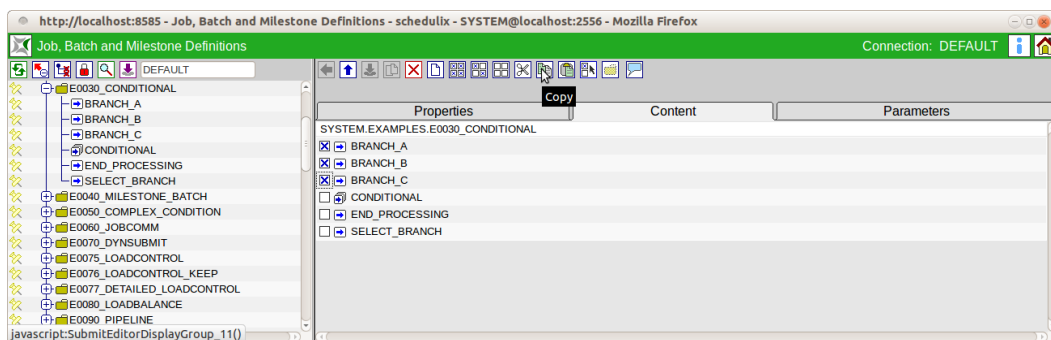 http://localhost:8585 - Job, Batch and Milestone Definitions - schedulix - SYSTEM@localhost:2556 - Mozilla Firefox
Job, Batch and Milestone Definitions
Connection: DEFAULT
DEFAULT
Copy
E0030_CONDITIONAL
BRANCH_A
BRANCH_B
BRANCH_C
CONDITIONAL
END_PROCESSING
SELECT_BRANCH
E0040_MILESTONE_BATCH
E0050_COMPLEX_CONDITION
E0060_JOBCOMM
E0070_DYNSUBMIT
E0075_LOADCONTROL
E0076_LOADCONTROL_KEEP
E0077_DETAILED_LOADCONTROL
E0080_LOADBALANCE
E0090_PIPELINE
javascript:SubmitEditorDisplayGroup_11()
Properties
Content
Parameters
SYSTEM.EXAMPLES.E0030_CONDITIONAL
BRANCH_A
BRANCH_B
BRANCH_C
CONDITIONAL
END_PROCESSING
SELECT_BRANCH